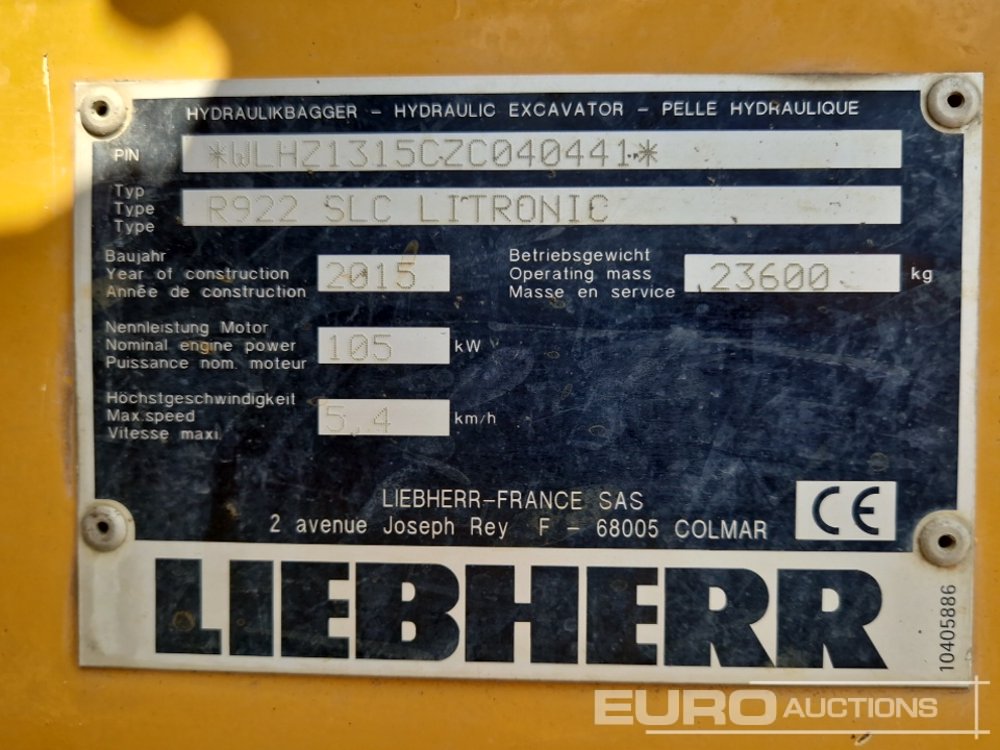 HYDRAULIKBAGGER – HYDRAULIC EXCAVATOR – PELLE HYDRAULIQUE
PIN *WLHZ1315CZC040441*
Typ
Type R922 SLC LITRONIC
Type
Baujahr
Year of construction 2015
Année de construction
Betriebsgewicht
Operating mass 23600 kg
Masse en service
Nennleistung Motor
Nominal engine power 105 kW
Puissance nom. moteur
Höchstgeschwindigkeit
Max.speed 5,4 km/h
Vitesse maxi.
LIEBHERR-FRANCE SAS
2 avenue Joseph Rey F – 68005 COLMAR
CE
LIEBHERR
10405886
EURO AUCTIONS